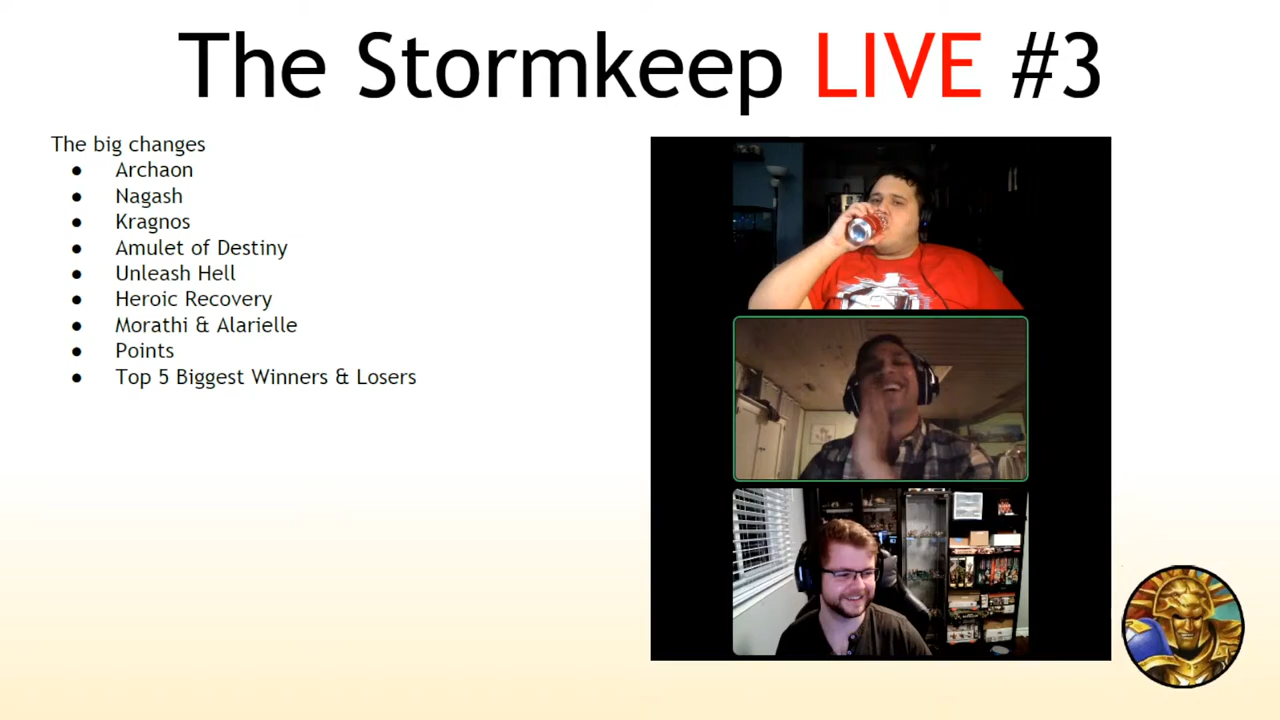 The Stormkeep LIVE #3
The big changes
● Archaon
● Nagash
● Kragnos
● Amulet of Destiny
● Unleash Hell
● Heroic Recovery
● Morathi & Alarielle
● Points
● Top 5 Biggest Winners & Losers